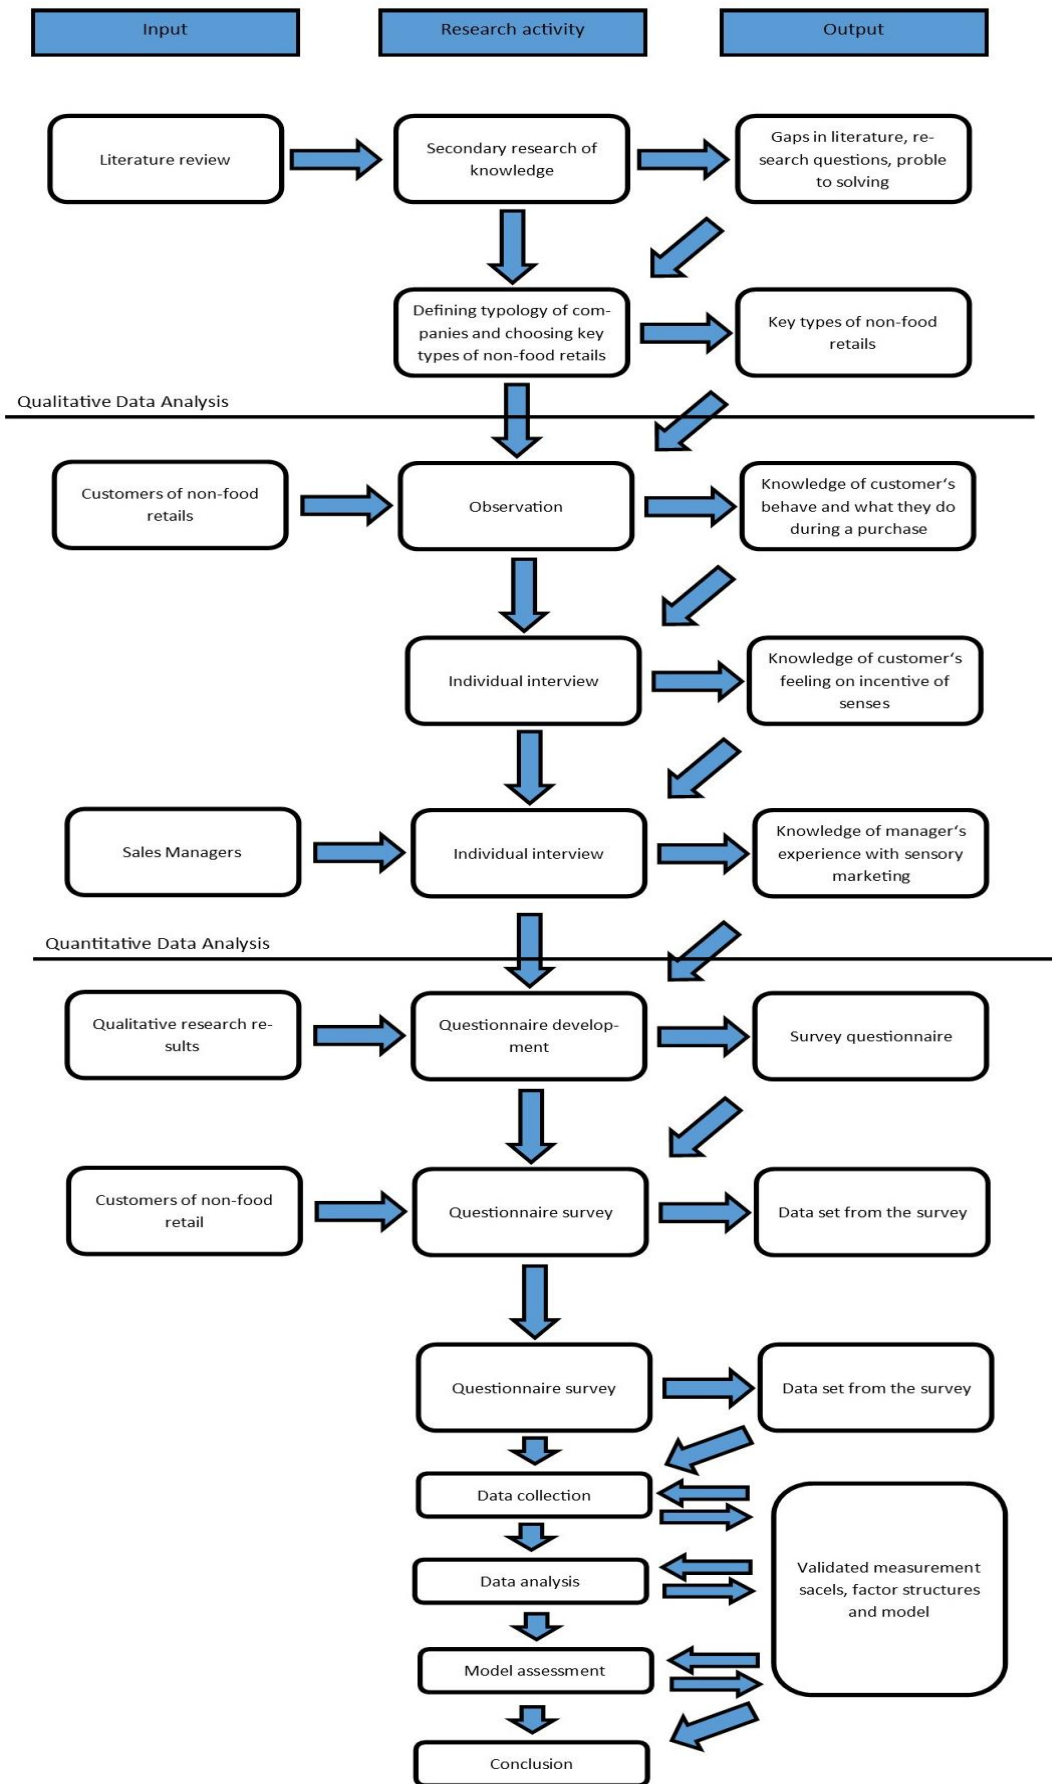 Input
Research activity
Output
Literature review
Secondary research of
knowledge
Gaps in literature, re-
search questions, proble
to solving
Defining typology of com-
panies and choosing key
types of non-food retails
Key types of non-food
retails
Qualitative Data Analysis
Customers of non-food
retails
Observation
Knowledge of customer‘s
behave and what they do
during a purchase
Individual interview
Knowledge of customer‘s
feeling on incentive of
senses
Sales Managers
Individual interview
Knowledge of manager‘s
experience with sensory
marketing
Quantitative Data Analysis
Qualitative research re-
sults
Questionnaire develop-
ment
Survey questionnaire
Customers of non-food
retail
Questionnaire survey
Data set from the survey
Questionnaire survey
Data set from the survey
Data collection
Data analysis
Validated measurement
sacels, factor structures
and model
Model assessment
Conclusion